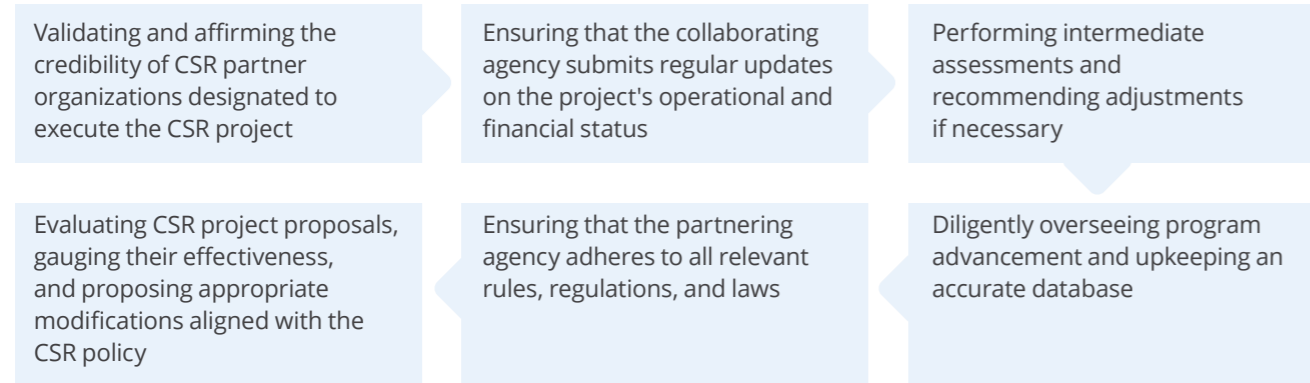 Validating and affirming the
credibility of CSR partner
organizations designated to
execute the CSR project
Ensuring that the collaborating
agency submits regular updates
on the project's operational and
financial status
Performing intermediate
assessments and
recommending adjustments
if necessary
Diligently overseeing program
advancement and upkeeping an
accurate database
Ensuring that the partnering
agency adheres to all relevant
rules, regulations, and laws
Evaluating CSR project proposals,
gauging their effectiveness,
and proposing appropriate
modifications aligned with the
CSR policy